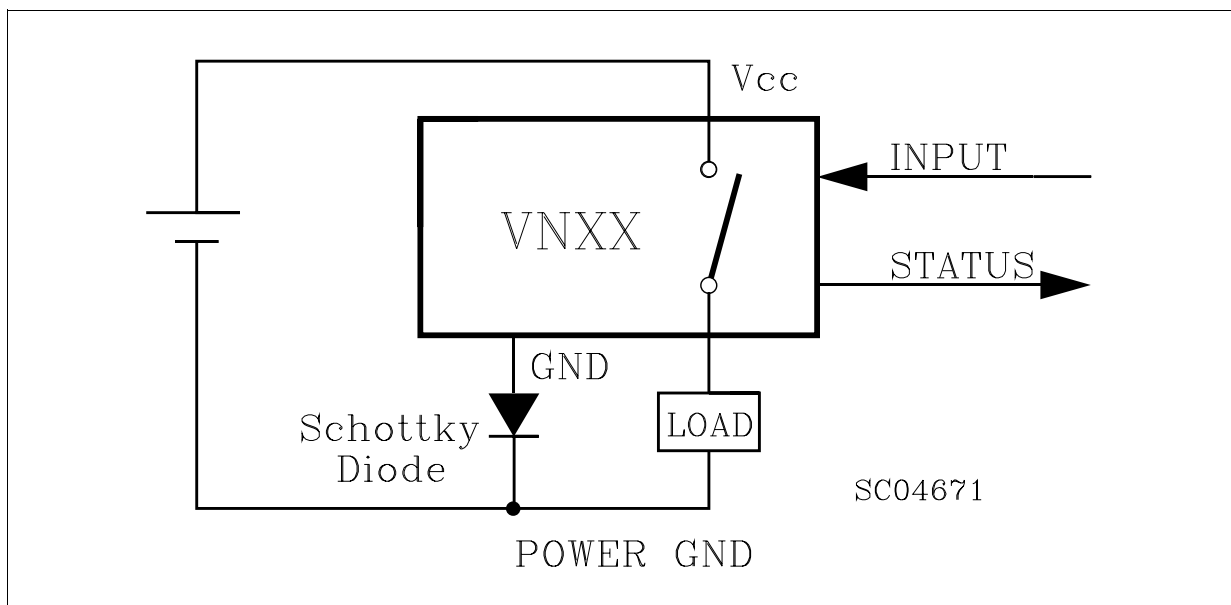 Vcc
INPUT
VNXX
STATUS
GND
Schottky
Diode
LOAD
SC04671
POWER GND